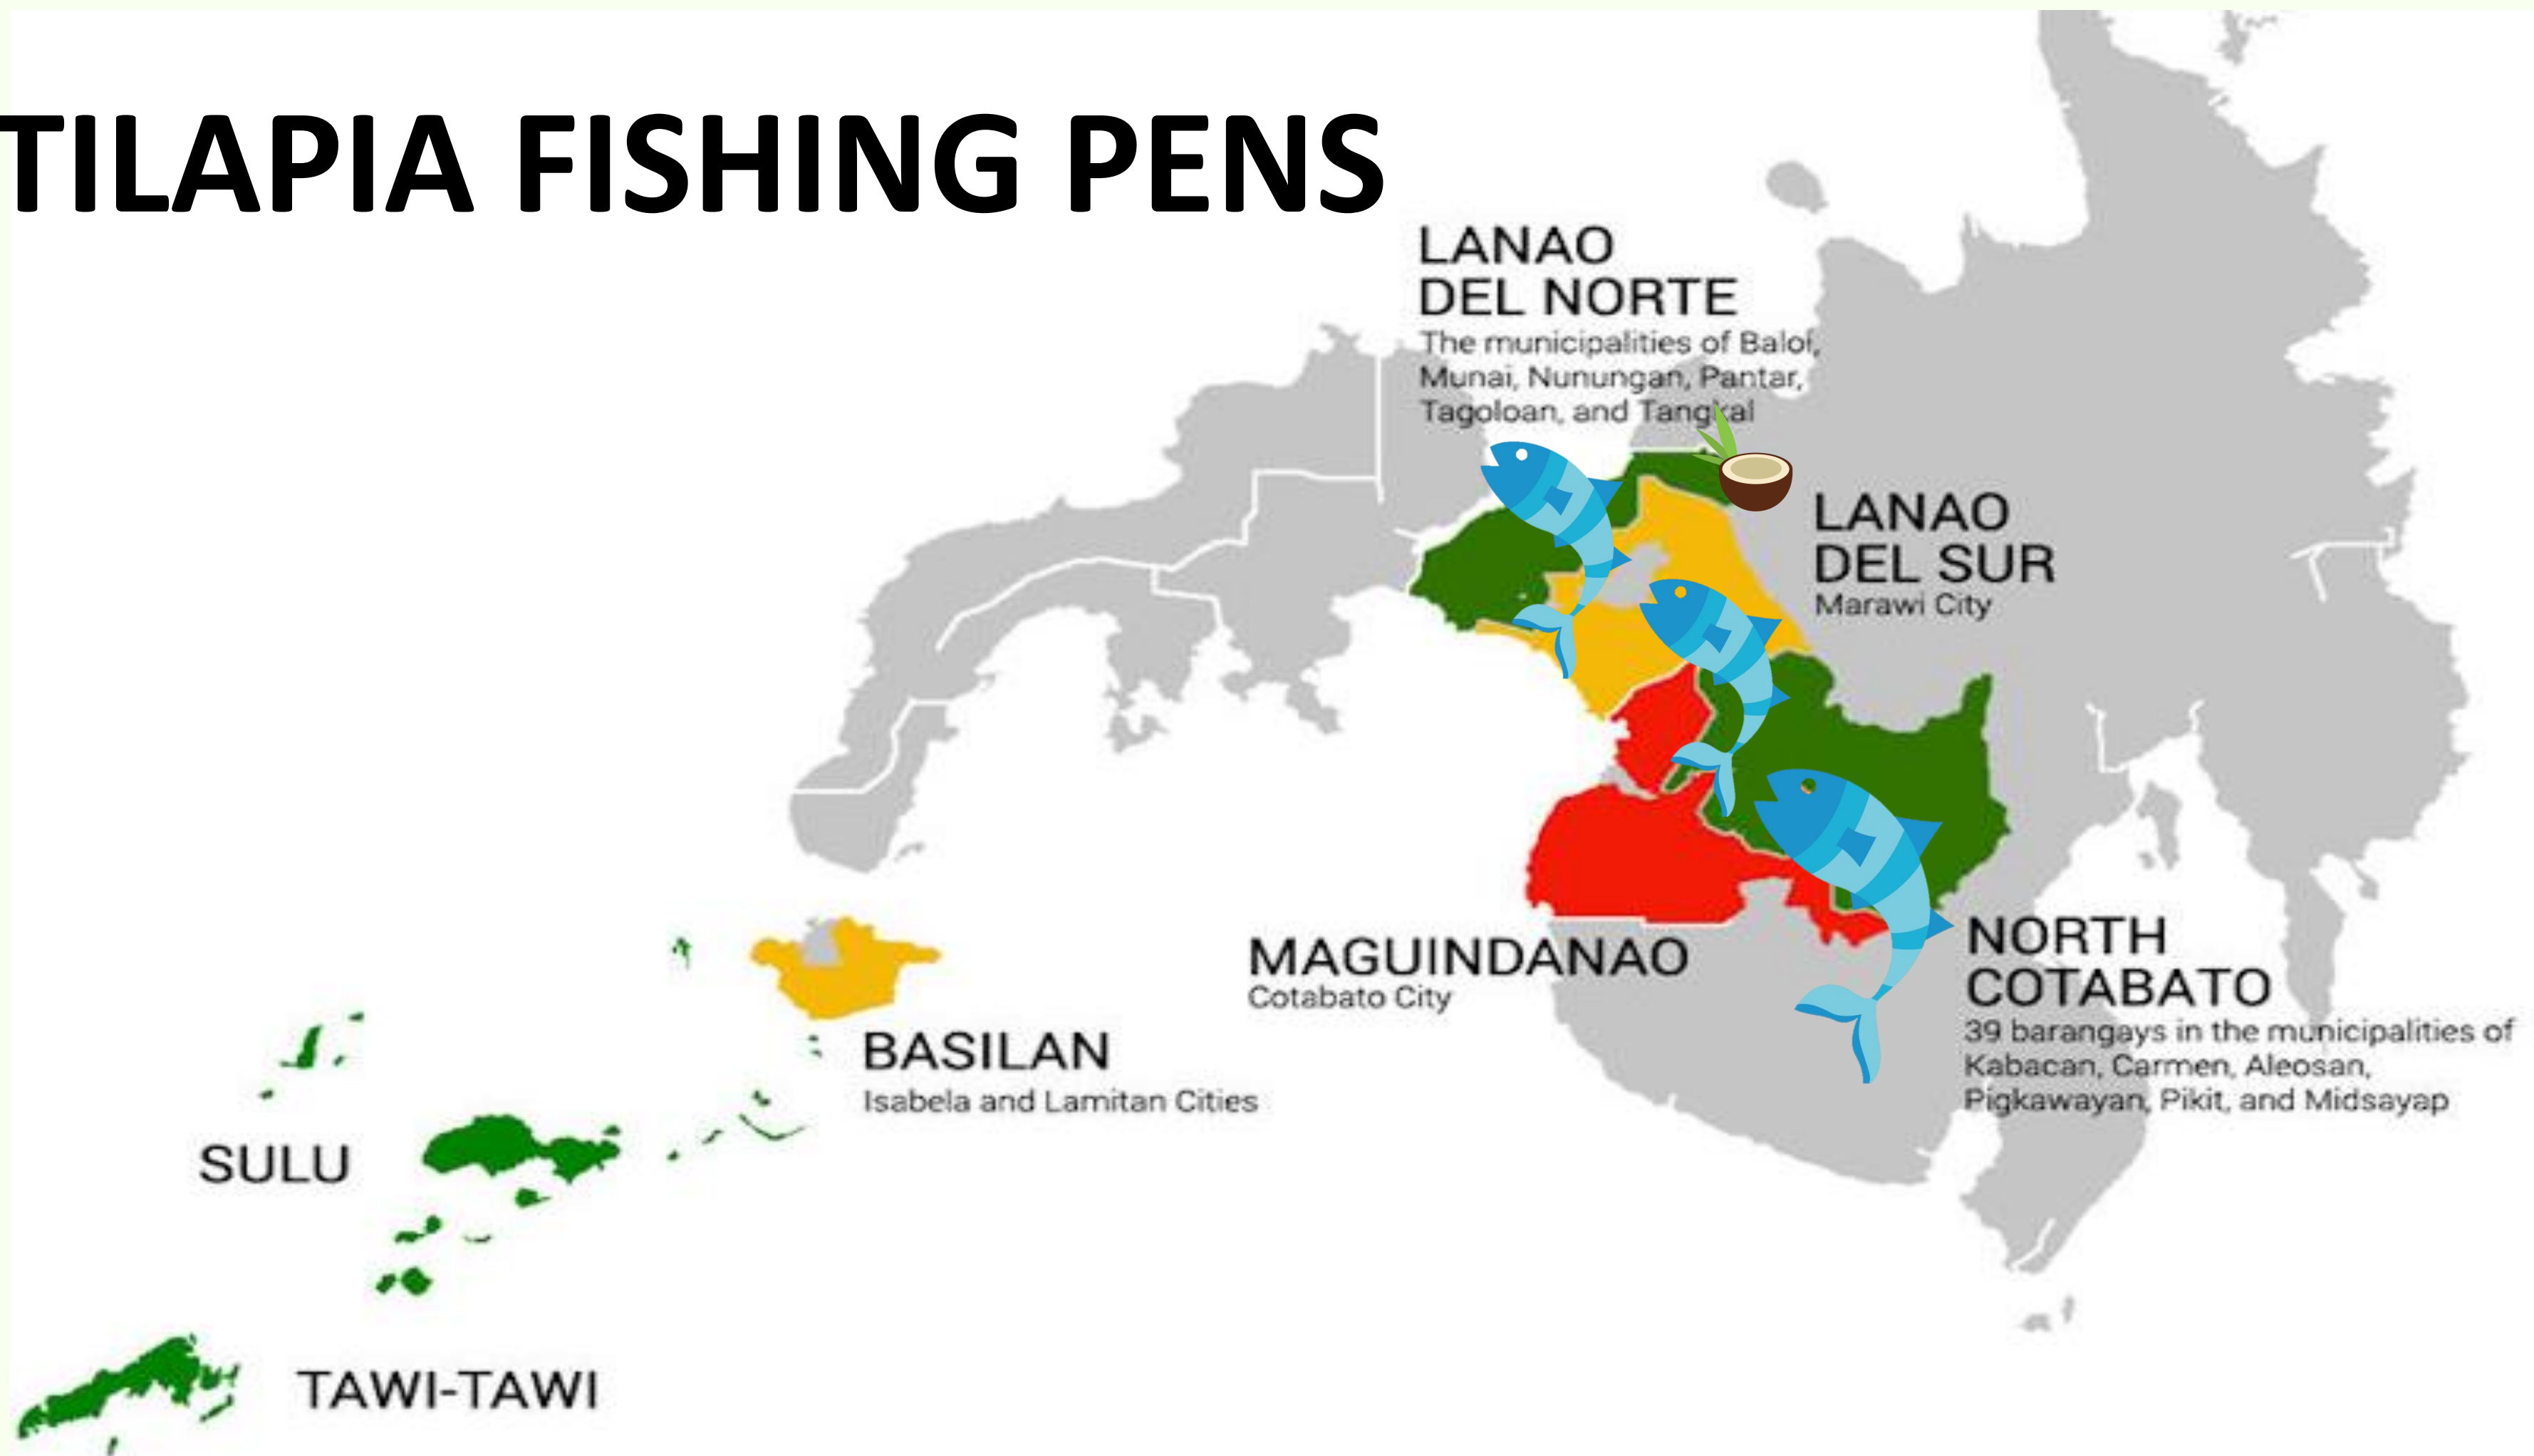 TILAPIA FISHING PENS
LANAO
DEL NORTE
The municipalities of Baloi,
Munai, Nunungan, Pantar,
Tagoloan, and Tangkal
LANAO
DEL SUR
Marawi City
MAGUINDANAO
Cotabato City
NORTH
COTABATO
39 barangays in the municipalities of
Kabacan, Carmen, Aleosan,
Pigkawayan, Pikit, and Midsayap
BASILAN
Isabela and Lamitan Cities
SULU
TAWI-TAWI